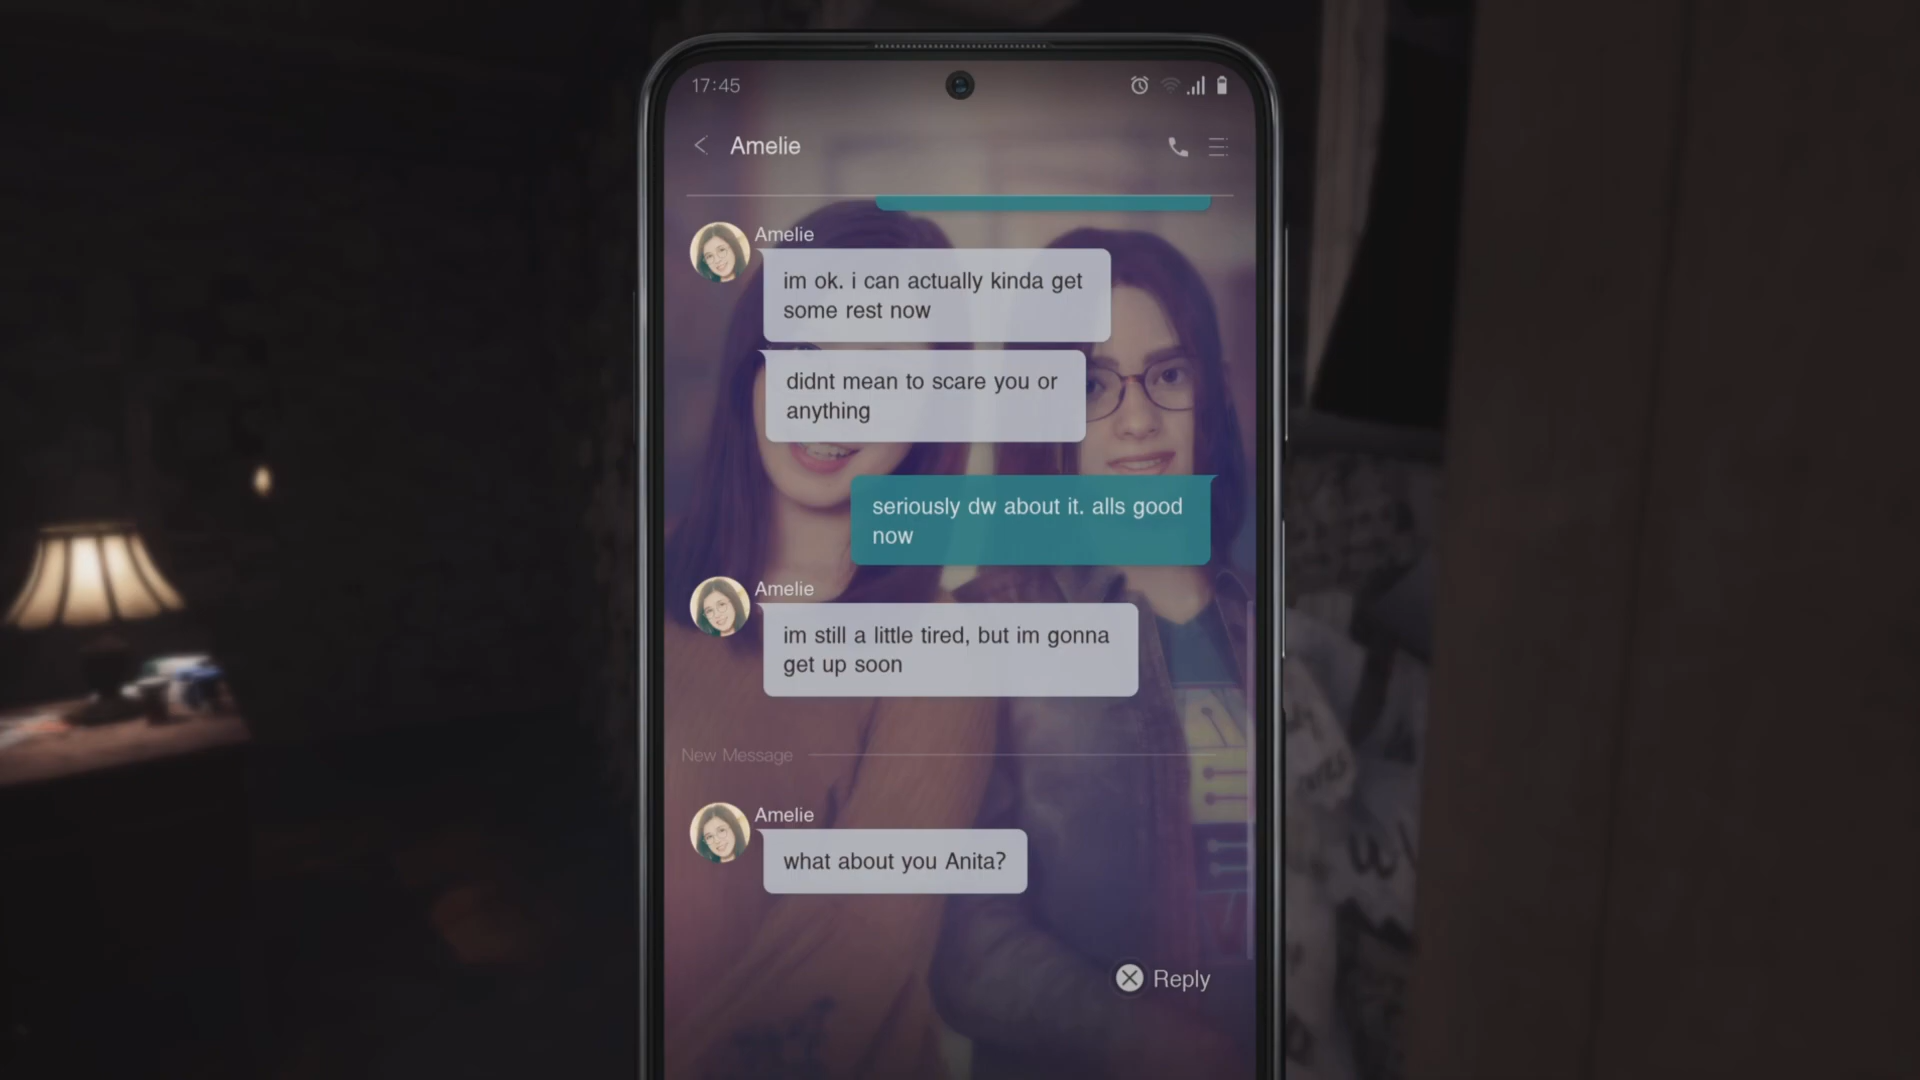 17:45
Amelie
Amelie
im ok. i can actually kinda get
some rest now
didnt mean to scare you or
anything
seriously dw about it. alls good
now
Amelie
im still a little tired, but im gonna
get up soon
New Message
Amelie
what about you Anita?
Reply